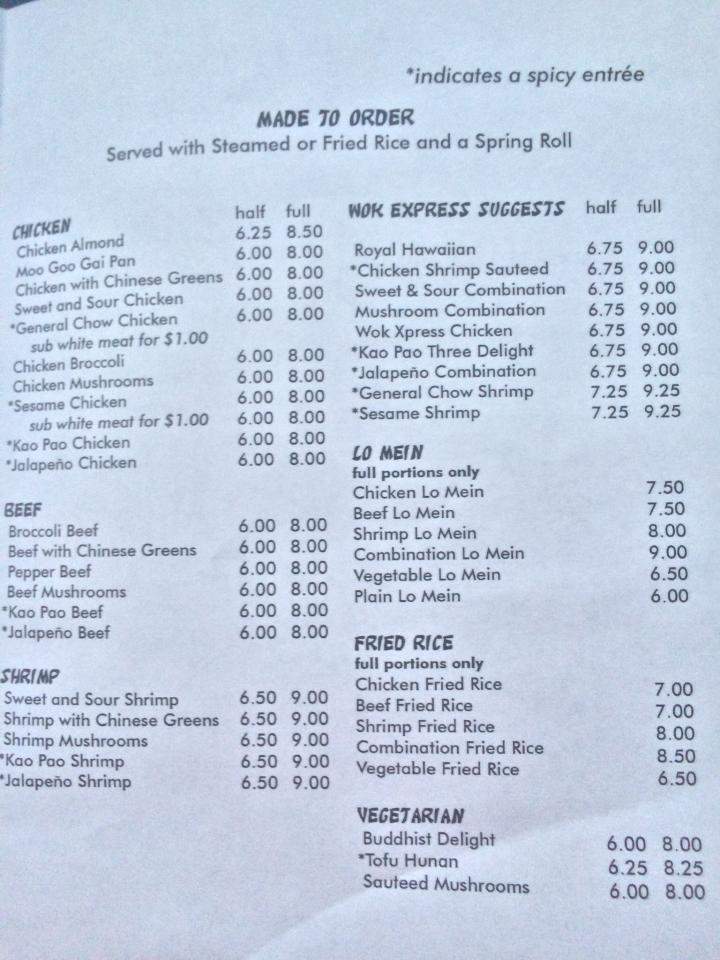 *indicates a spicy entrée
MADE TO ORDER
Served with Steamed or Fried Rice and a Spring Roll
CHICKEN half full
Chicken Almond 6.25 8.50
Moo Goo Gai Pan 6.00 8.00
Chicken with Chinese Greens 6.00 8.00
Sweet and Sour Chicken 6.00 8.00
*General Chow Chicken 6.00 8.00
sub white meat for $1.00
Chicken Broccoli 6.00 8.00
Chicken Mushrooms 6.00 8.00
*Sesame Chicken 6.00 8.00
sub white meat for $1.00 6.00 8.00
*Kao Pao Chicken 6.00 8.00
*Jalapeño Chicken 6.00 8.00
BEEF
Broccoli Beef 6.00 8.00
Beef with Chinese Greens 6.00 8.00
Pepper Beef 6.00 8.00
Beef Mushrooms 6.00 8.00
*Kao Pao Beef 6.00 8.00
*Jalapeño Beef 6.00 8.00
SHRIMP
Sweet and Sour Shrimp 6.50 9.00
Shrimp with Chinese Greens 6.50 9.00
Shrimp Mushrooms 6.50 9.00
*Kao Pao Shrimp 6.50 9.00
*Jalapeño Shrimp 6.50 9.00
WOK EXPRESS SUGGESTS half full
Royal Hawaiian 6.75 9.00
*Chicken Shrimp Sauteed 6.75 9.00
Sweet & Sour Combination 6.75 9.00
Mushroom Combination 6.75 9.00
Wok Xpress Chicken 6.75 9.00
*Kao Pao Three Delight 6.75 9.00
*Jalapeño Combination 6.75 9.00
*General Chow Shrimp 7.25 9.25
*Sesame Shrimp 7.25 9.25
LO MEIN
full portions only
Chicken Lo Mein 7.50
Beef Lo Mein 7.50
Shrimp Lo Mein 8.00
Combination Lo Mein 9.00
Vegetable Lo Mein 6.50
Plain Lo Mein 6.00
FRIED RICE
full portions only
Chicken Fried Rice 7.00
Beef Fried Rice 7.00
Shrimp Fried Rice 8.00
Combination Fried Rice 8.50
Vegetable Fried Rice 6.50
VEGETARIAN
Buddhist Delight 6.00 8.00
*Tofu Hunan 6.25 8.25
Sauteed Mushrooms 6.00 8.00